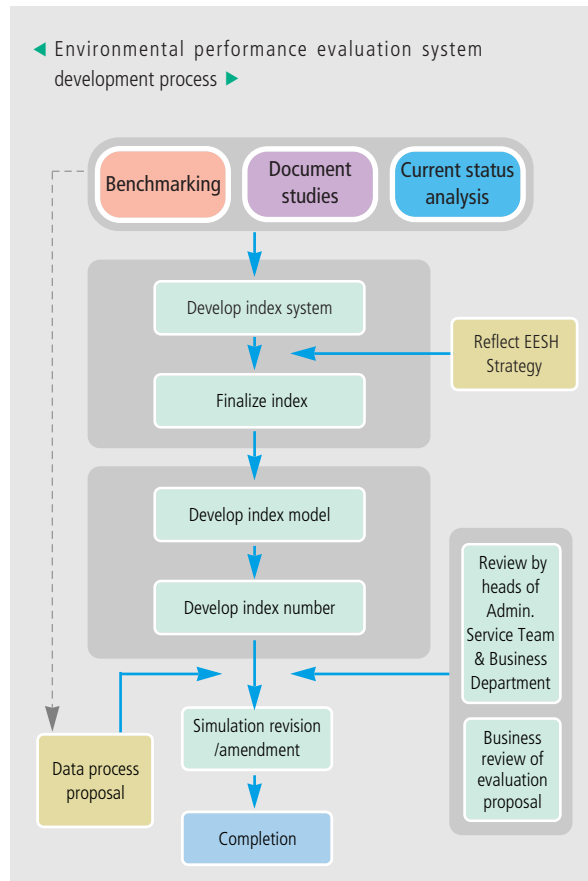 Environmental performance evaluation system
development process
Benchmarking
Document
studies
Current status
analysis
Develop index system
Reflect EESH
Strategy
Finalize index
Develop index model
Develop index number
Review by
heads of
Admin.
Service Team
& Business
Department
Simulation revision
/amendment
Business
review of
evaluation
proposal
Data process
proposal
Completion